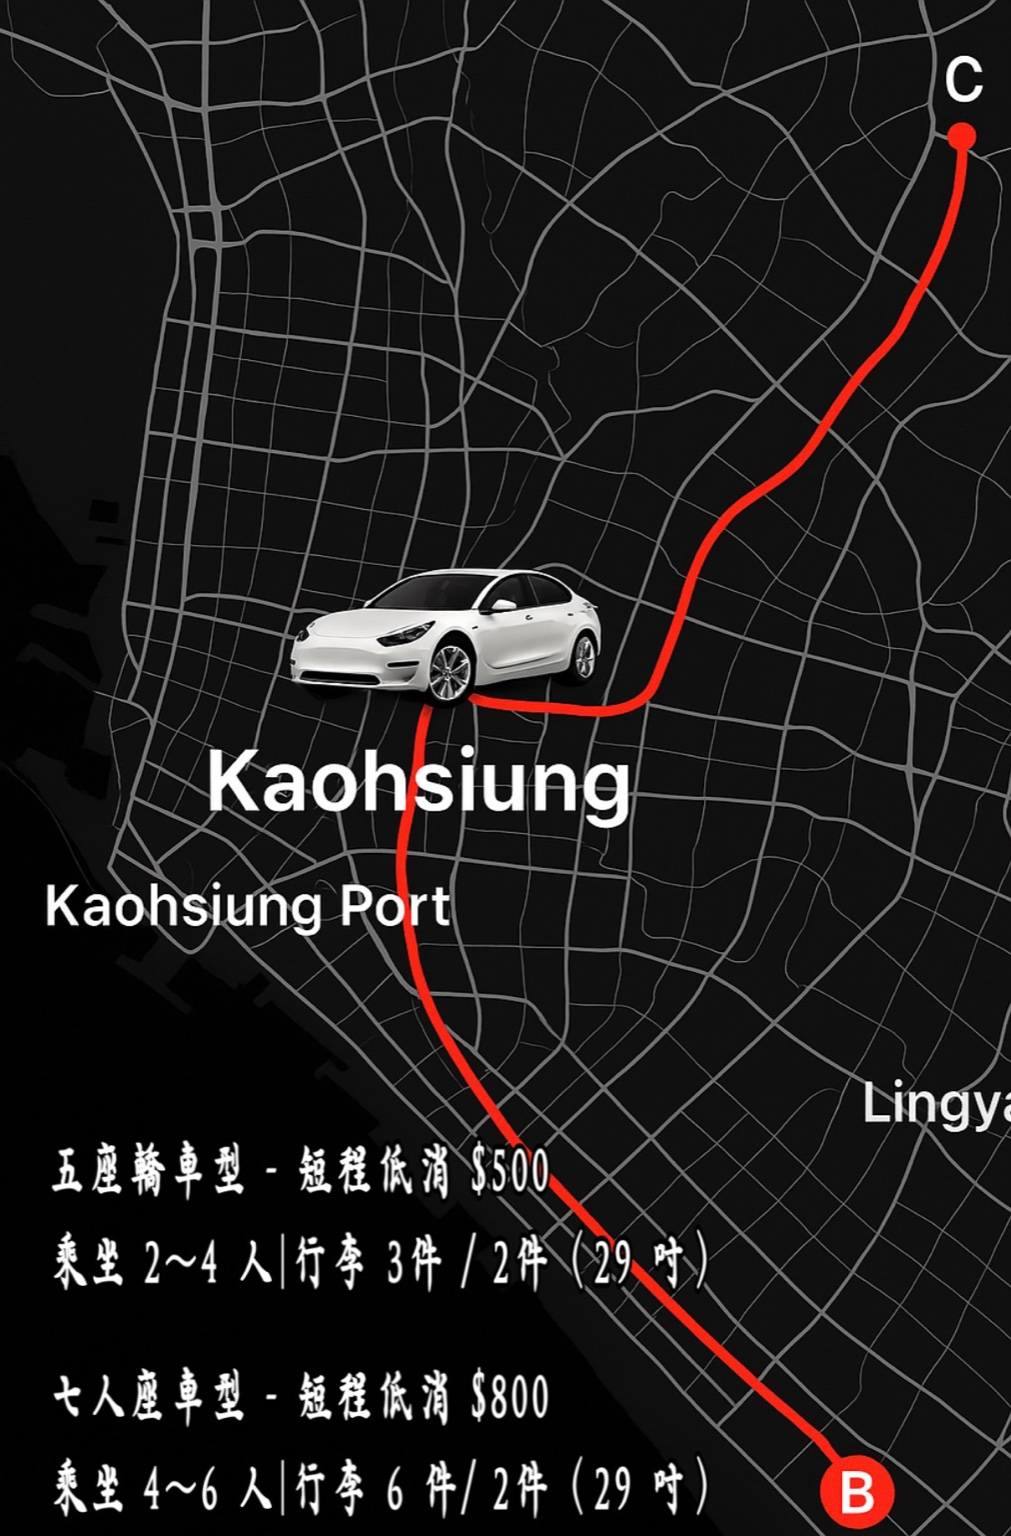 C
Kaohsiung
Kaohsiung Port
Lingya
五座轎車型 - 短程低消 $500
乘坐 2～4 人|行李 3件 / 2件（29 吋）
七人座車型 - 短程低消 $800
乘坐 4～6 人|行李 6 件/ 2件（29 吋）
B